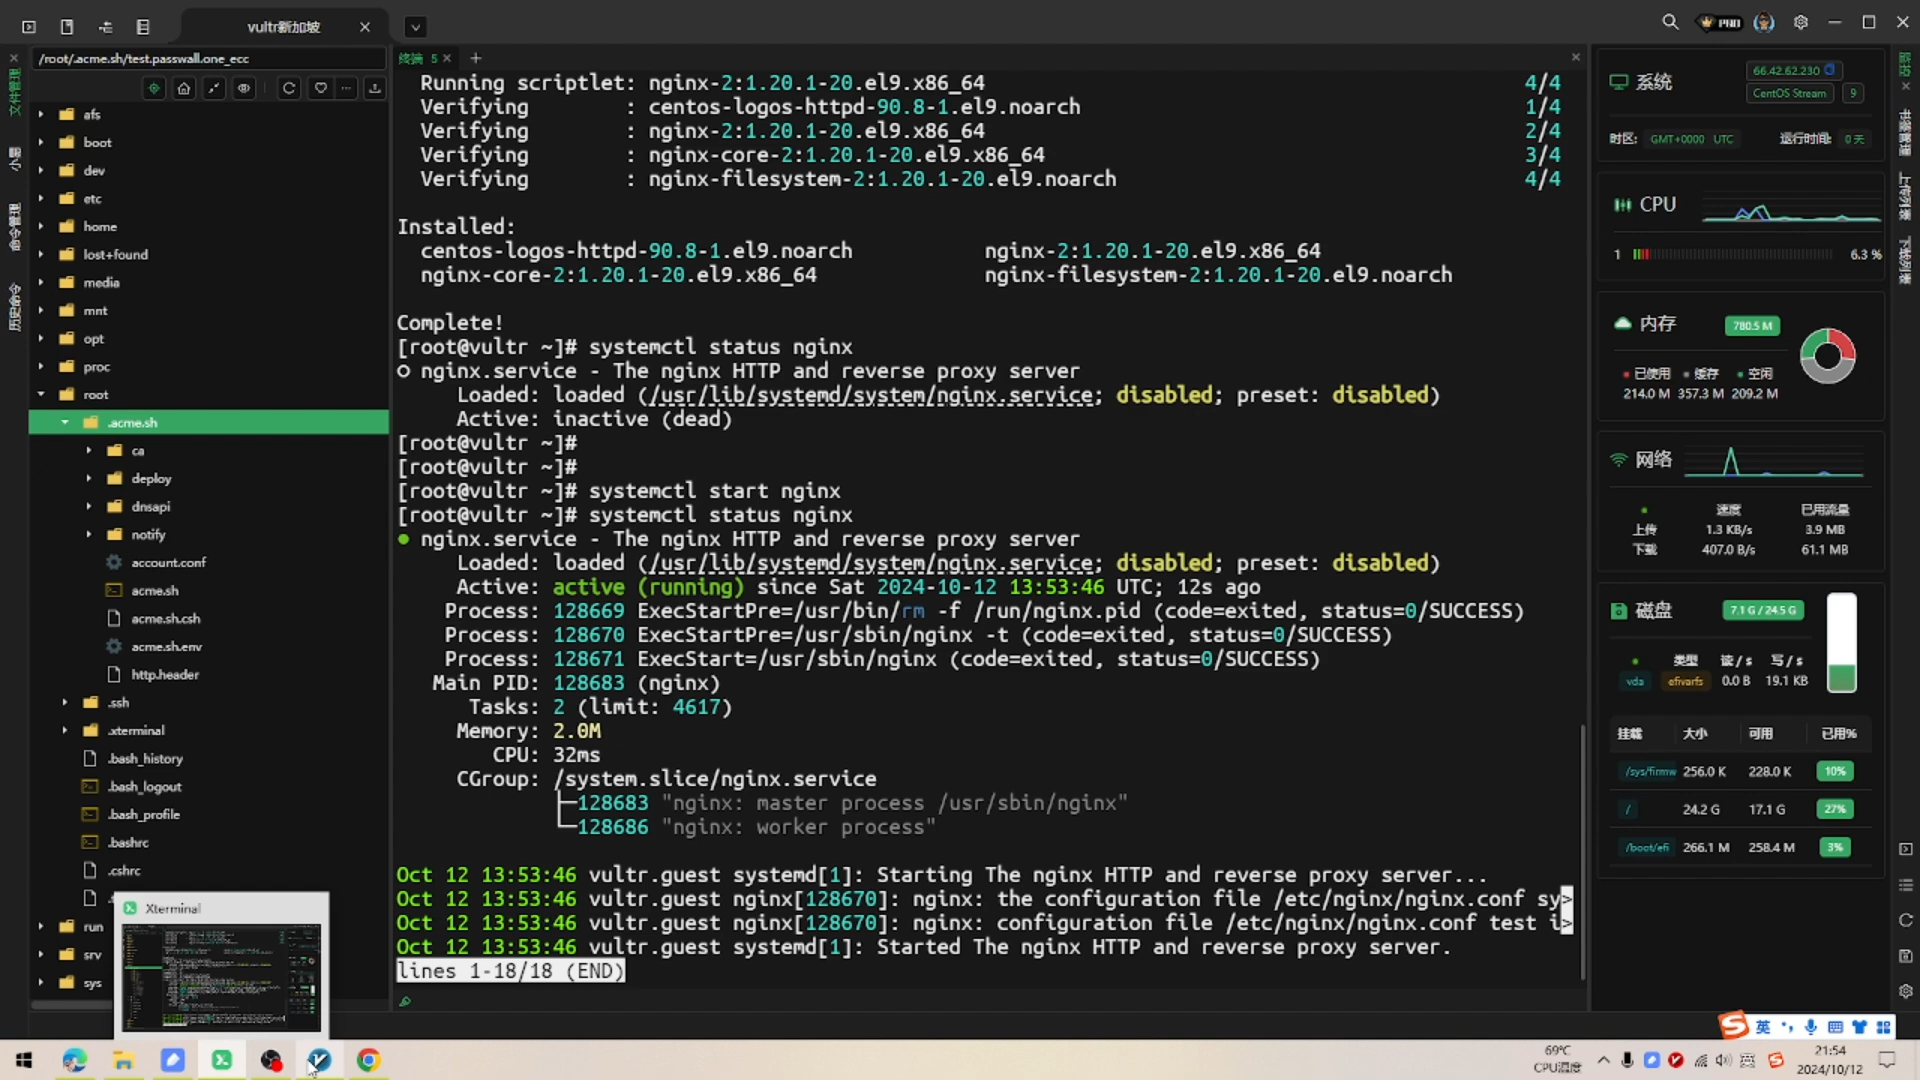 vultr新加坡
PRO
/root/.acme.sh/test.passwall.one_ecc
afs
boot
dev
etc
home
lost+found
media
mnt
opt
proc
root
.acme.sh
ca
deploy
dnsapi
notify
account.conf
acme.sh
acme.sh.csh
acme.sh.env
http.header
.ssh
.xterminal
.bash_history
.bash_logout
.bash_profile
.bashrc
.cshrc
run
srv
sys
Xterminal
终端 5
Running scriptlet: nginx-2:1.20.1-20.el9.x86_64 4/4
Verifying : centos-logos-httpd-90.8-1.el9.noarch 1/4
Verifying : nginx-2:1.20.1-20.el9.x86_64 2/4
Verifying : nginx-core-2:1.20.1-20.el9.x86_64 3/4
Verifying : nginx-filesystem-2:1.20.1-20.el9.noarch 4/4
Installed:
centos-logos-httpd-90.8-1.el9.noarch nginx-2:1.20.1-20.el9.x86_64
nginx-core-2:1.20.1-20.el9.x86_64 nginx-filesystem-2:1.20.1-20.el9.noarch
Complete!
[root@vultr ~]# systemctl status nginx
○ nginx.service - The nginx HTTP and reverse proxy server
Loaded: loaded (/usr/lib/systemd/system/nginx.service; disabled; preset: disabled)
Active: inactive (dead)
[root@vultr ~]#
[root@vultr ~]#
[root@vultr ~]# systemctl start nginx
[root@vultr ~]# systemctl status nginx
● nginx.service - The nginx HTTP and reverse proxy server
Loaded: loaded (/usr/lib/systemd/system/nginx.service; disabled; preset: disabled)
Active: active (running) since Sat 2024-10-12 13:53:46 UTC; 12s ago
Process: 128669 ExecStartPre=/usr/bin/rm -f /run/nginx.pid (code=exited, status=0/SUCCESS)
Process: 128670 ExecStartPre=/usr/sbin/nginx -t (code=exited, status=0/SUCCESS)
Process: 128671 ExecStart=/usr/sbin/nginx (code=exited, status=0/SUCCESS)
Main PID: 128683 (nginx)
Tasks: 2 (limit: 4617)
Memory: 2.0M
CPU: 32ms
CGroup: /system.slice/nginx.service
├─128683 "nginx: master process /usr/sbin/nginx"
└─128686 "nginx: worker process"
Oct 12 13:53:46 vultr.guest systemd[1]: Starting The nginx HTTP and reverse proxy server...
Oct 12 13:53:46 vultr.guest nginx[128670]: nginx: the configuration file /etc/nginx/nginx.conf sy>
Oct 12 13:53:46 vultr.guest nginx[128670]: nginx: configuration file /etc/nginx/nginx.conf test i>
Oct 12 13:53:46 vultr.guest systemd[1]: Started The nginx HTTP and reverse proxy server.
lines 1-18/18 (END)
系统
66.42.62.230
CentOS Stream 9
时区: GMT+0000 UTC 运行时间: 0 天
CPU
1 6.3 %
内存 780.5 M
已使用 缓存 空闲
214.0 M 357.3 M 209.2 M
网络
速度 已用流量
上传 1.3 KB/s 3.9 MB
下载 407.0 B/s 61.1 MB
磁盘 7.1 G / 24.5 G
类型 读 / s 写 / s
vda efivarfs 0.0 B 19.1 KB
挂载 大小 可用 已用%
/sys/firmw 256.0 K 228.0 K 10%
/ 24.2 G 17.1 G 27%
/boot/efi 266.1 M 258.4 M 3%
英
69℃
CPU温度
21:54
2024/10/12